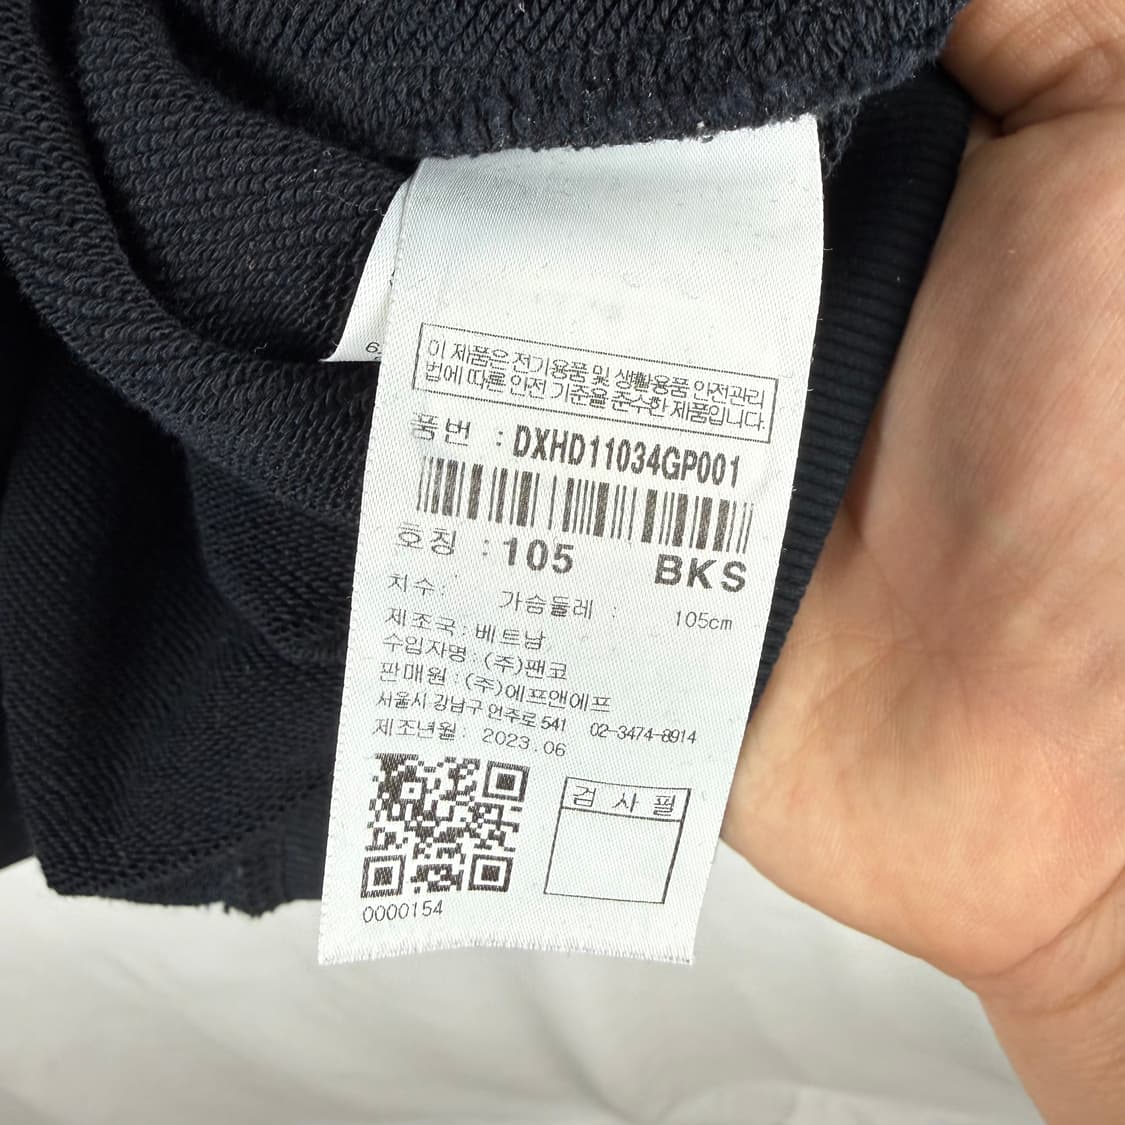 이 제품은 전기용품 및 생활용품 안전관리
법에 따른 안전 기준을 준수한 제품입니다.
품번 : DXHD11034GP001
호칭 : 105 BKS
치수 : 가슴둘레 : 105cm
제조국 : 베트남
수입자명 : (주)팬코
판매원 : (주)에프앤에프
서울시 강남구 언주로 541 02-3474-8914
제조년월 : 2023.06
검 사 필
0000154
6